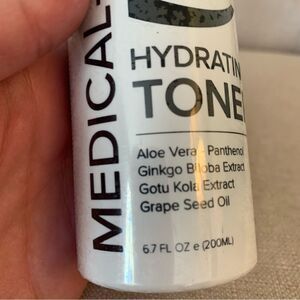 MEDICAL-
HYDRATIN
TONE
Aloe Vera - Panthenol
Ginkgo Biloba Extract
Gotu Kola Extract
Grape Seed Oil
6.7 FL OZ e (200ML)